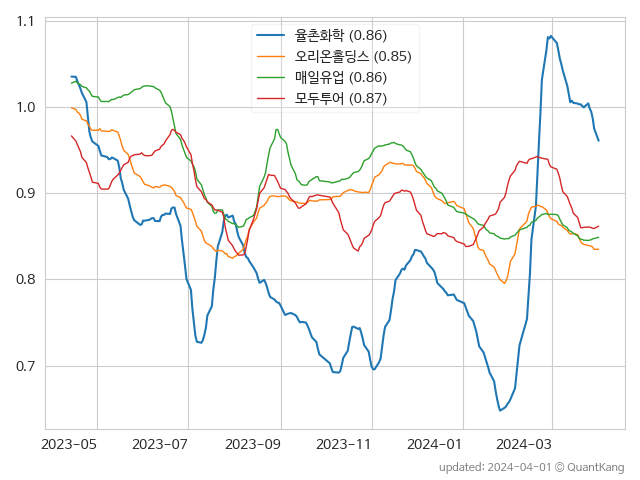 율촌화학 (0.86)
오리온홀딩스 (0.85)
매일유업 (0.86)
모두투어 (0.87)
1.1
1.0
0.9
0.8
0.7
2023-05 2023-07 2023-09 2023-11 2024-01 2024-03
updated: 2024-04-01 © QuantKang